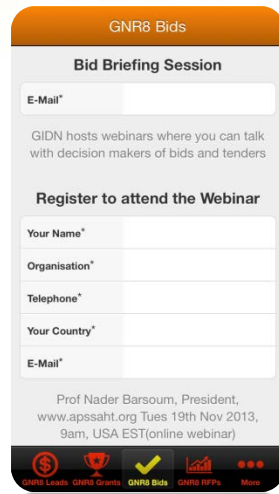 GNR8 Bids
Bid Briefing Session
E-Mail*
GIDN hosts webinars where you can talk
with decision makers of bids and tenders
Register to attend the Webinar
Your Name*
Organisation*
Telephone*
Your Country*
E-Mail*
Prof Nader Barsoum, President,
www.apssaht.org Tues 19th Nov 2013,
9am, USA EST(online webinar)
GNR8 Leads GNR8 Grants GNR8 Bids GNR8 RFPs More